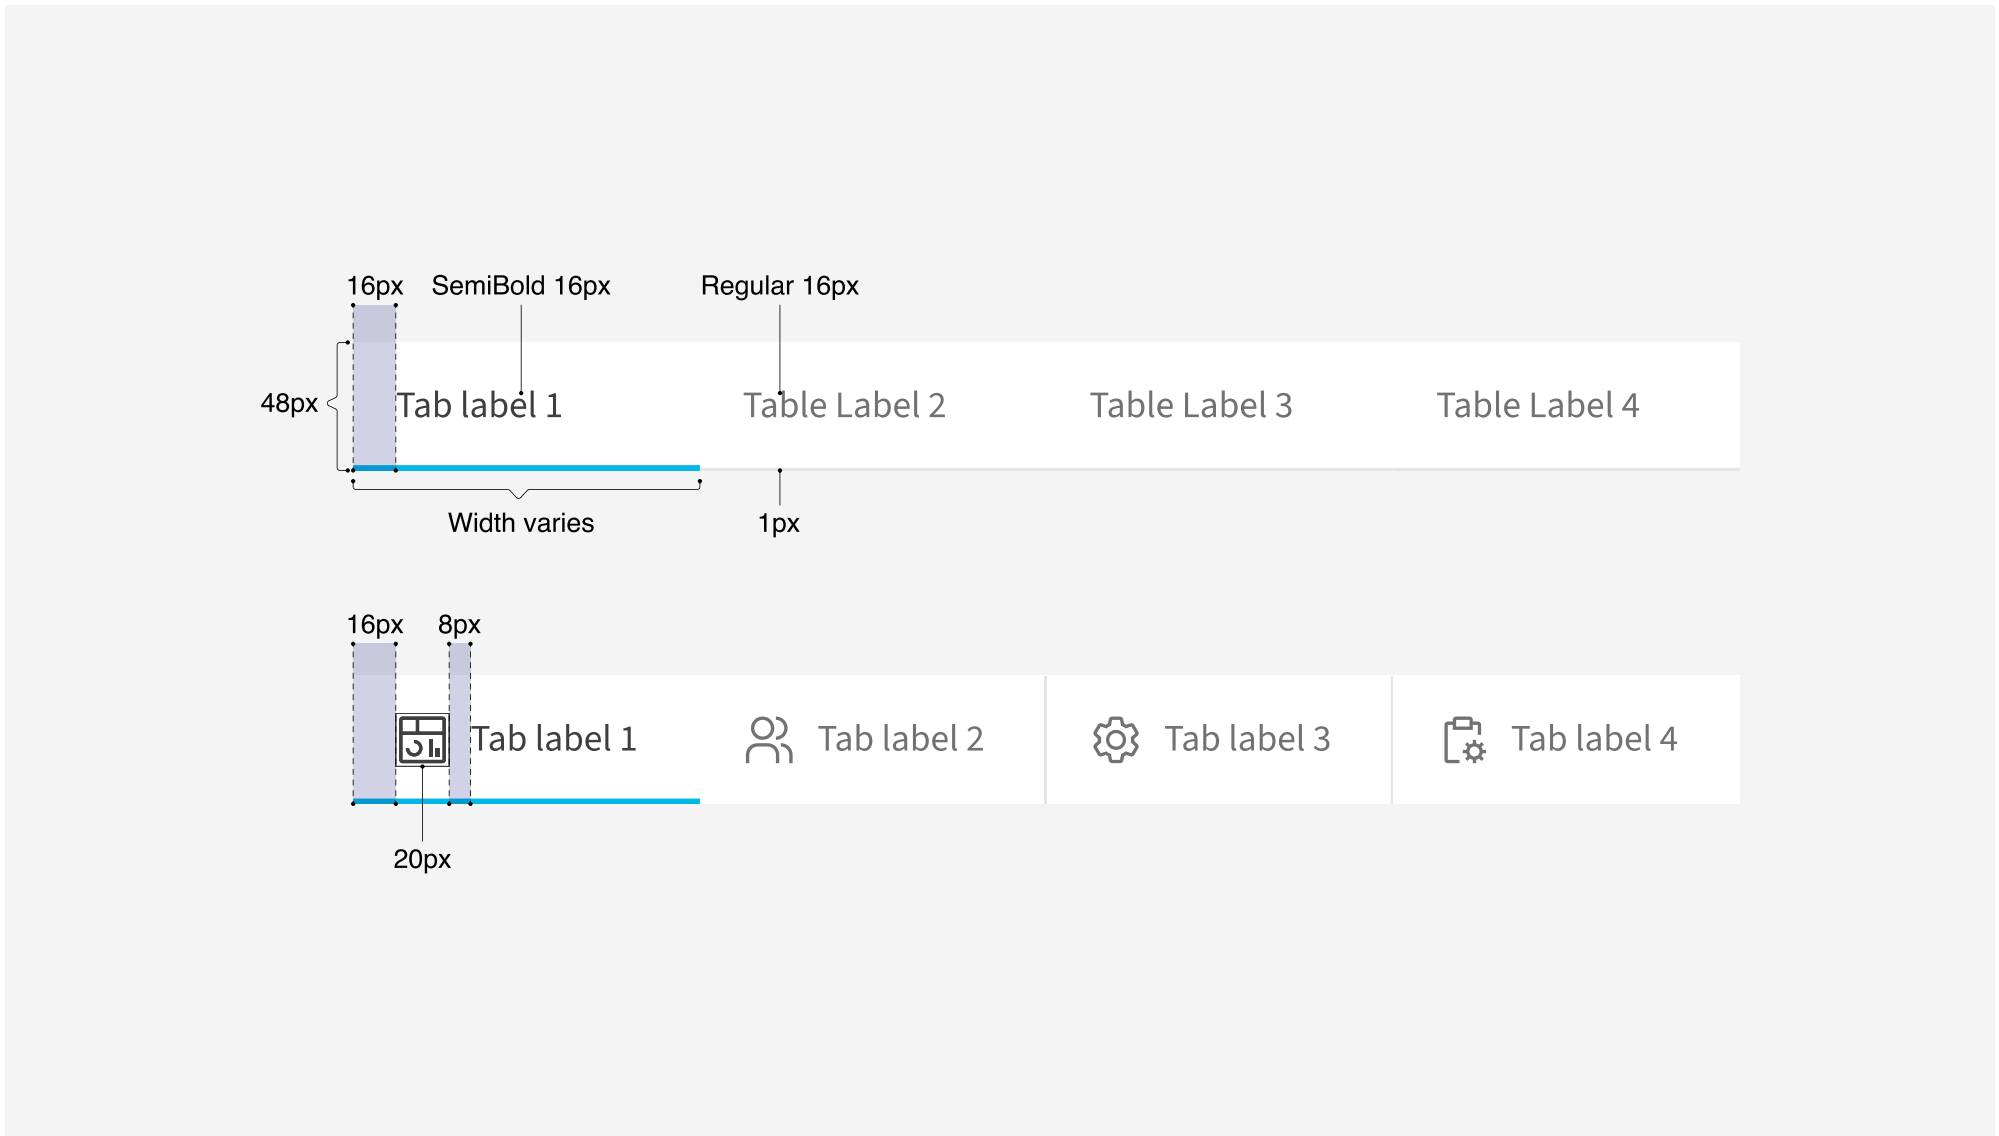 16px SemiBold 16px Regular 16px
48px
Tab label 1 Table Label 2 Table Label 3 Table Label 4
Width varies 1px
16px 8px
Tab label 1 Tab label 2 Tab label 3 Tab label 4
20px